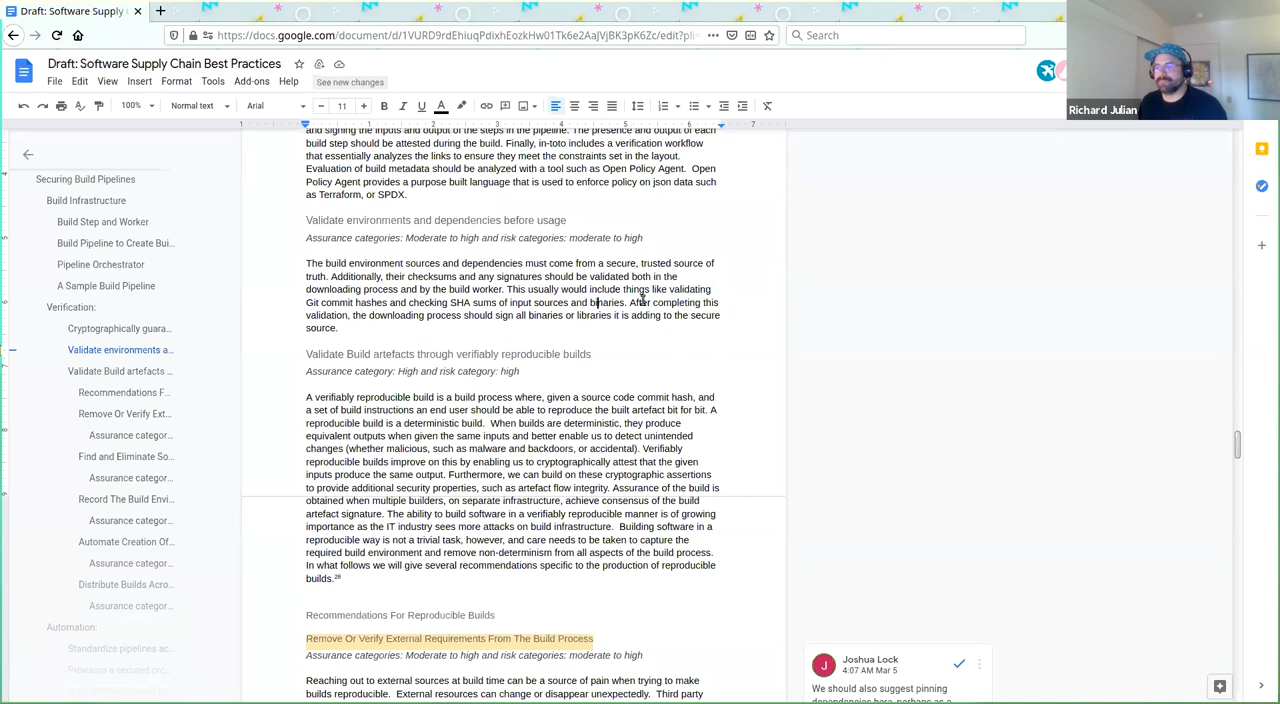 Draft: Software Supply C
https://docs.google.com/document/d/1VURD9rdEhiuqPdixhEozkHw01Tk6e2AaJVjBK3pK6Zc/edit?pli
Search
Draft: Software Supply Chain Best Practices
File Edit View Insert Format Tools Add-ons Help
See new changes
Richard Julian
100% Normal text Arial 11 B I U A
1 1 2 3 4 5 6 7
and signing the inputs and output of the steps in the pipeline. The presence and output of each
build step should be attested during the build. Finally, in-toto includes a verification workflow
that essentially analyzes the links to ensure they meet the constraints set in the layout.
Evaluation of build metadata should be analyzed with a tool such as Open Policy Agent. Open
Policy Agent provides a purpose built language that is used to enforce policy on json data such
as Terraform, or SPDX.
Validate environments and dependencies before usage
Assurance categories: Moderate to high and risk categories: moderate to high
The build environment sources and dependencies must come from a secure, trusted source of
truth. Additionally, their checksums and any signatures should be validated both in the
downloading process and by the build worker. This usually would include things like validating
Git commit hashes and checking SHA sums of input sources and binaries. After completing this
validation, the downloading process should sign all binaries or libraries it is adding to the secure
source.
Validate Build artefacts through verifiably reproducible builds
Assurance category: High and risk category: high
A verifiably reproducible build is a build process where, given a source code commit hash, and
a set of build instructions an end user should be able to reproduce the built artefact bit for bit. A
reproducible build is a deterministic build. When builds are deterministic, they produce
equivalent outputs when given the same inputs and better enable us to detect unintended
changes (whether malicious, such as malware and backdoors, or accidental). Verifiably
reproducible builds improve on this by enabling us to cryptographically attest that the given
inputs produce the same output. Furthermore, we can build on these cryptographic assertions
to provide additional security properties, such as artefact flow integrity. Assurance of the build is
obtained when multiple builders, on separate infrastructure, achieve consensus of the build
artefact signature. The ability to build software in a verifiably reproducible manner is of growing
importance as the IT industry sees more attacks on build infrastructure. Building software in a
reproducible way is not a trivial task, however, and care needs to be taken to capture the
required build environment and remove non-determinism from all aspects of the build process.
In what follows we will give several recommendations specific to the production of reproducible
builds.28
Recommendations For Reproducible Builds
Remove Or Verify External Requirements From The Build Process
Assurance categories: Moderate to high and risk categories: moderate to high
Reaching out to external sources at build time can be a source of pain when trying to make
builds reproducible. External resources can change or disappear unexpectedly. Third party
Securing Build Pipelines
Build Infrastructure
Build Step and Worker
Build Pipeline to Create Bui...
Pipeline Orchestrator
A Sample Build Pipeline
Verification:
Cryptographically guara...
Validate environments a...
Validate Build artefacts ...
Recommendations F...
Remove Or Verify Ext...
Assurance categor...
Find and Eliminate So...
Assurance categor...
Record The Build Envi...
Assurance categor...
Automate Creation Of...
Assurance categor...
Distribute Builds Acro...
Assurance categor...
Automation:
Standardize pipelines ac...
Provision a secured orc...
J
Joshua Lock
4:07 AM Mar 5
We should also suggest pinning
dependencies here, perhaps as a